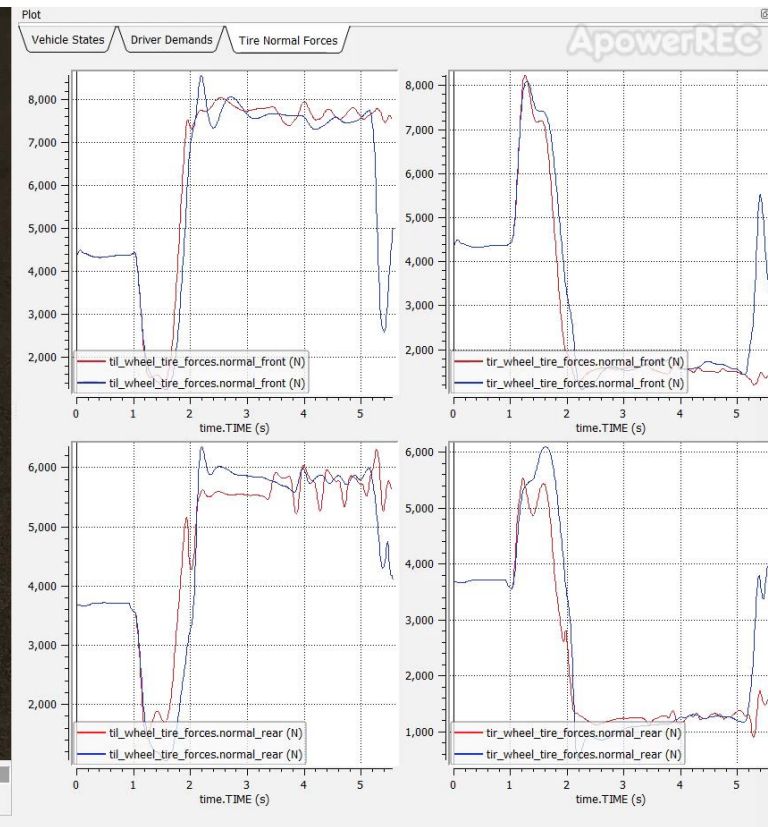 Plot
Vehicle States Driver Demands Tire Normal Forces
ApowerREC
8,000
7,000
6,000
5,000
4,000
3,000
2,000
til_wheel_tire_forces.normal_front (N)
til_wheel_tire_forces.normal_front (N)
0 1 2 3 4 5
time.TIME (s)
8,000
7,000
6,000
5,000
4,000
3,000
2,000
tir_wheel_tire_forces.normal_front (N)
tir_wheel_tire_forces.normal_front (N)
0 1 2 3 4 5
time.TIME (s)
6,000
5,000
4,000
3,000
2,000
til_wheel_tire_forces.normal_rear (N)
til_wheel_tire_forces.normal_rear (N)
0 1 2 3 4 5
time.TIME (s)
6,000
5,000
4,000
3,000
2,000
1,000
tir_wheel_tire_forces.normal_rear (N)
tir_wheel_tire_forces.normal_rear (N)
0 1 2 3 4 5
time.TIME (s)